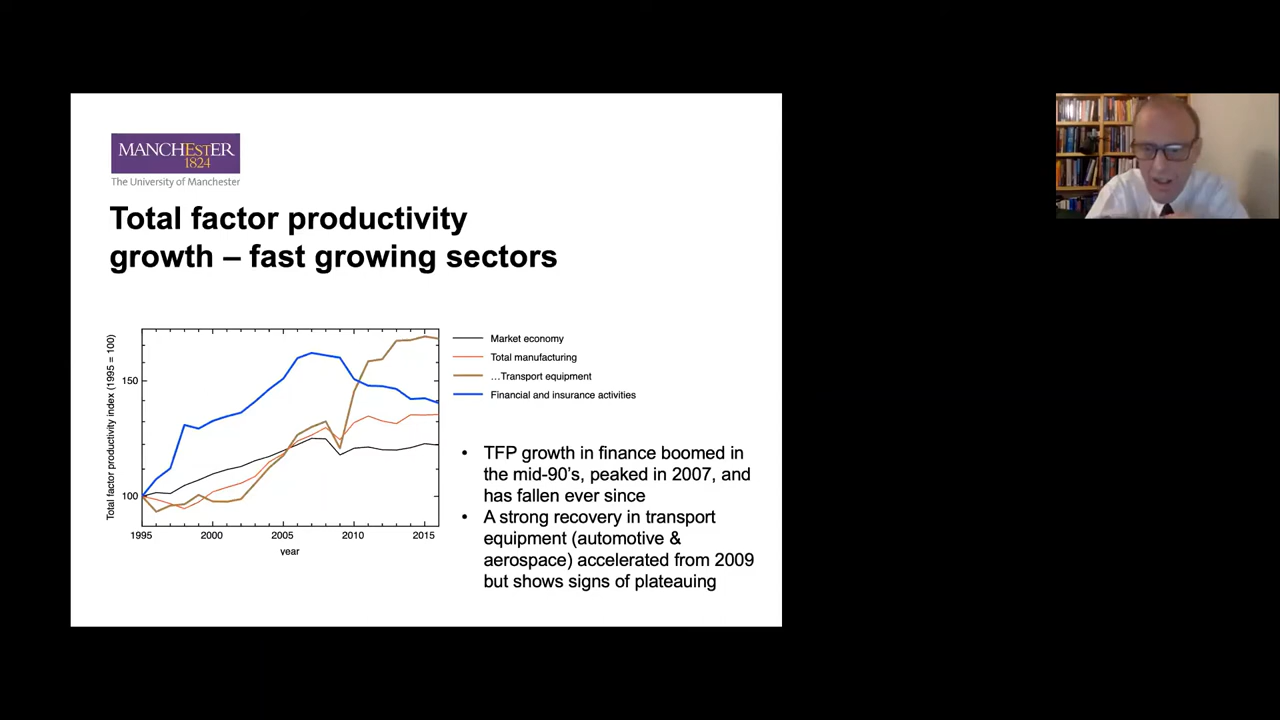 MANCHEstER
1824
The University of Manchester
Total factor productivity
growth – fast growing sectors
Total factor productivity index (1995 = 100)
150
100
1995
2000
2005
2010
2015
year
Market economy
Total manufacturing
...Transport equipment
Financial and insurance activities
• TFP growth in finance boomed in
the mid-90's, peaked in 2007, and
has fallen ever since
• A strong recovery in transport
equipment (automotive &
aerospace) accelerated from 2009
but shows signs of plateauing